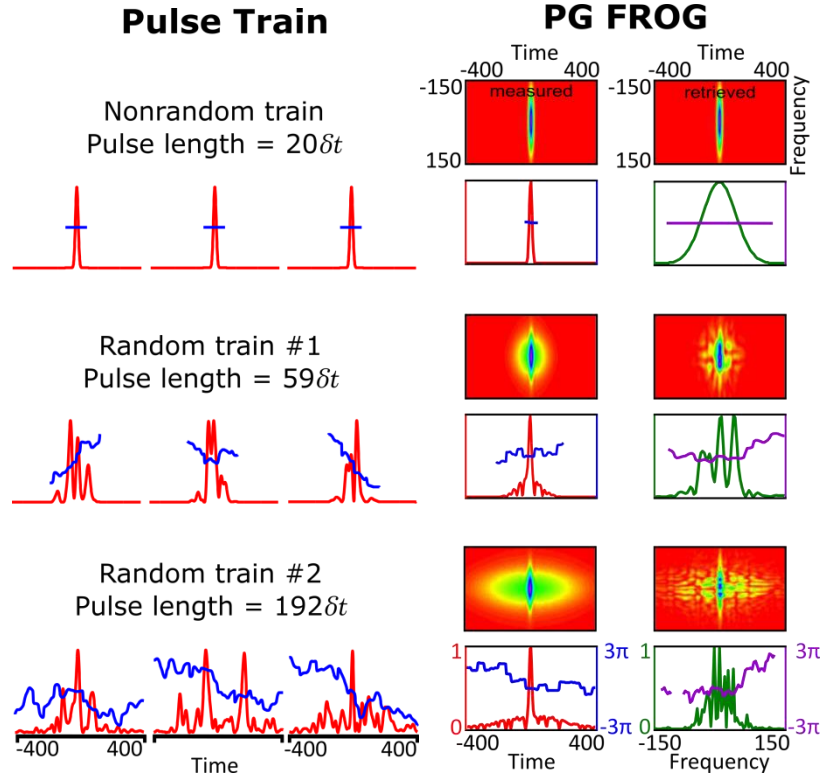 Pulse Train
PG FROG
Time
-400 400
-150
150
measured
retrieved
Frequency
Nonrandom train
Pulse length = 20δt
Random train #1
Pulse length = 59δt
Random train #2
Pulse length = 192δt
1
0
3π
-3π
1
0
3π
-3π
-400 400
Time
-400 400
-400 400
Time
-150 150
Frequency
Time
-400 400